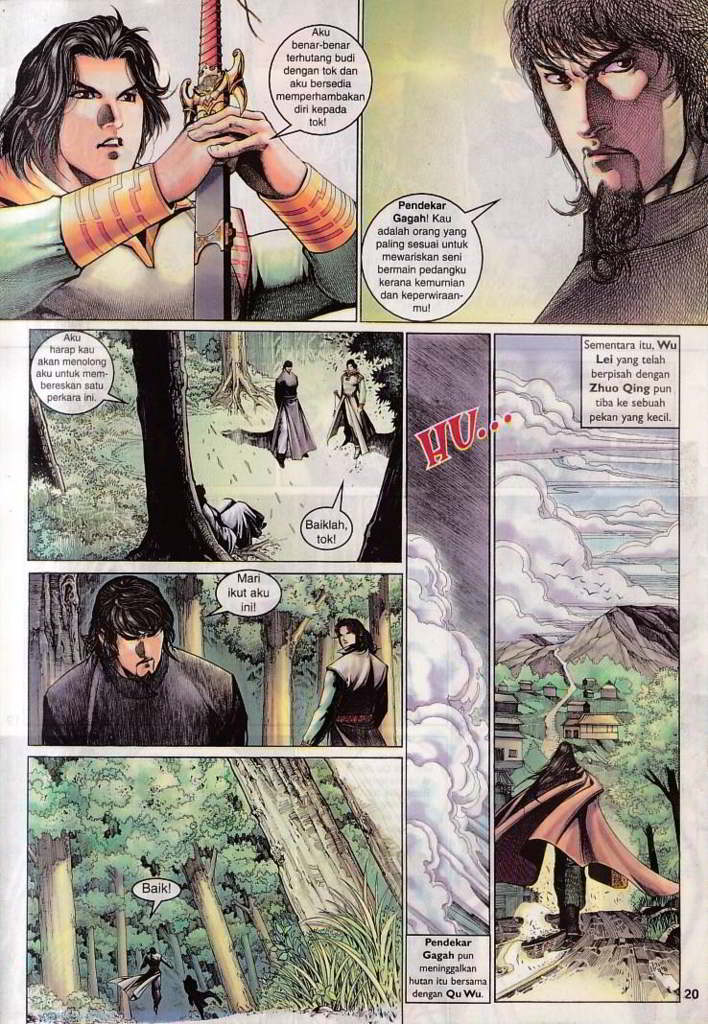 Aku
benar-benar
terhutang budi
dengan tok dan
aku bersedia
memperhambakan
diri kepada
tok!
Pendekar
Gagah! Kau
adalah orang yang
paling sesuai untuk
mewariskan seni
bermain pedangku
kerana kemurnian
dan keperwiraan-
mu!
Aku
harap kau
akan menolong
aku untuk mem-
bereskan satu
perkara ini.
Baiklah,
tok!
Mari
ikut aku
ini!
Baik!
HU...
Pendekar
Gagah pun
meninggalkan
hutan itu bersama
dengan Qu Wu.
Sementara itu, Wu
Lei yang telah
berpisah dengan
Zhuo Qing pun
tiba ke sebuah
pekan yang kecil.
20